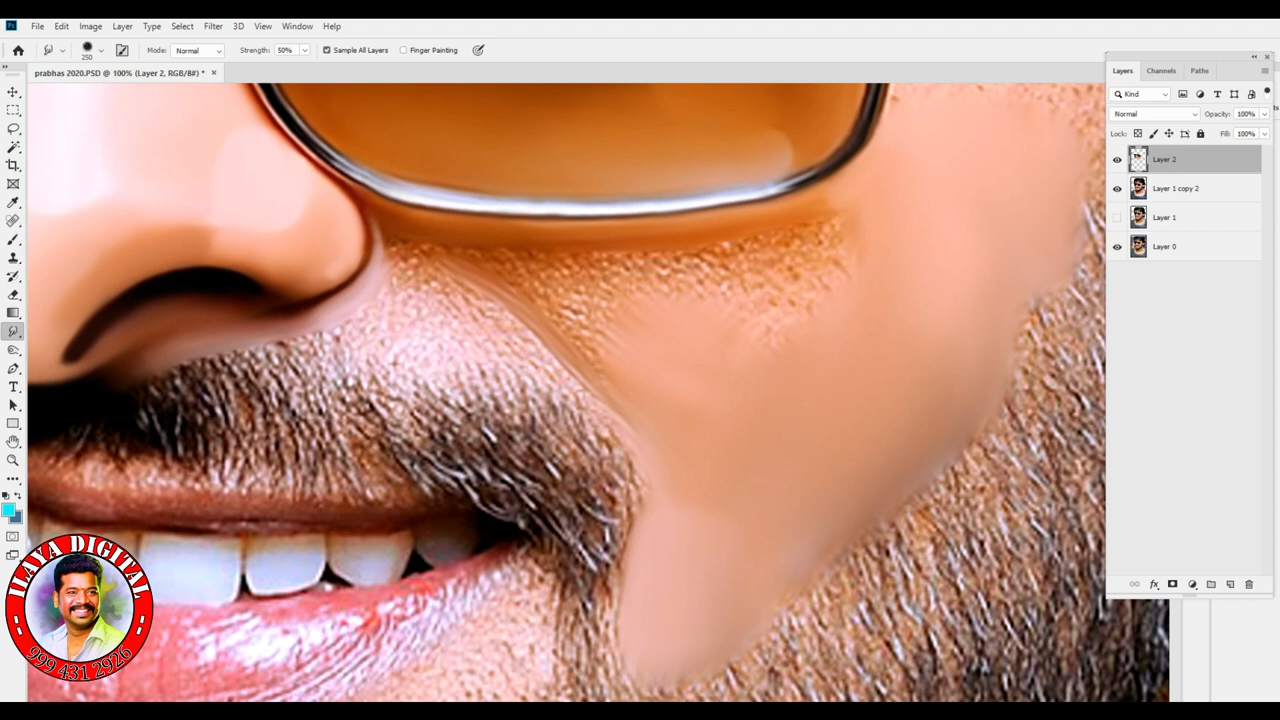 File Edit Image Layer Type Select Filter 3D View Window Help
250 Mode: Normal Strength: 50% Sample All Layers Finger Painting
prabhas 2020.PSD @ 100% (Layer 2, RGB/8#) * ×
Layers Channels Paths
Kind
Normal Opacity: 100%
Lock: Fill: 100%
Layer 2
Layer 1 copy 2
Layer 1
Layer 0
fx
ILAYA DIGITAL
999 431 2926